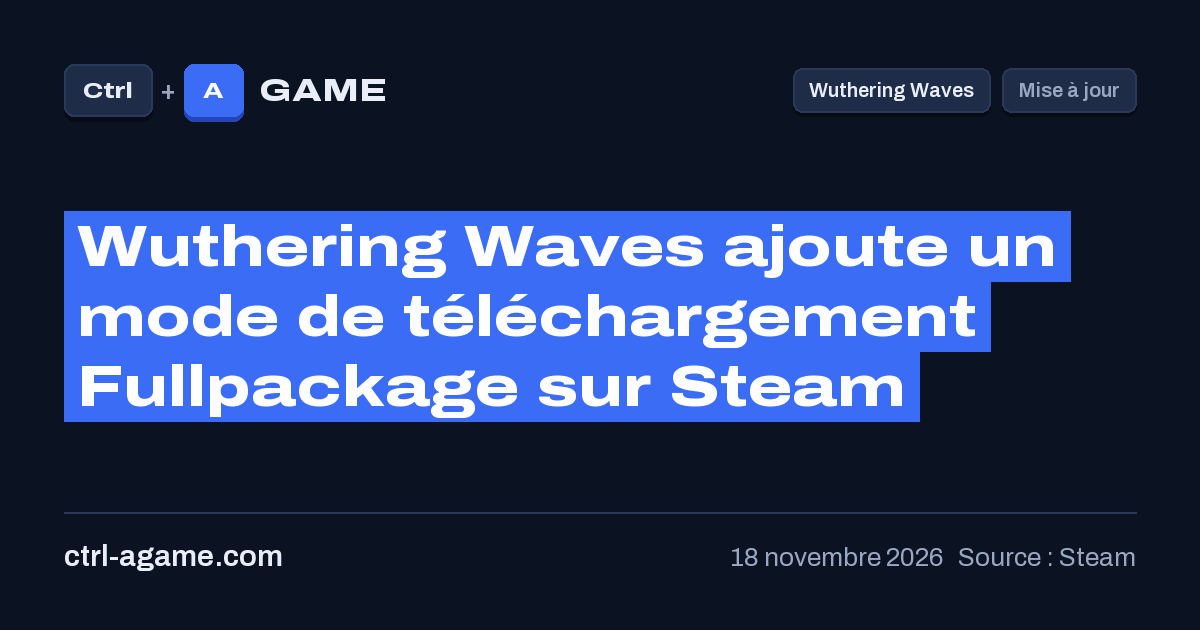 Ctrl + A GAME
Wuthering Waves
Mise à jour
Wuthering Waves ajoute un
mode de téléchargement
Fullpackage sur Steam
ctrl-agame.com
18 novembre 2026 Source : Steam